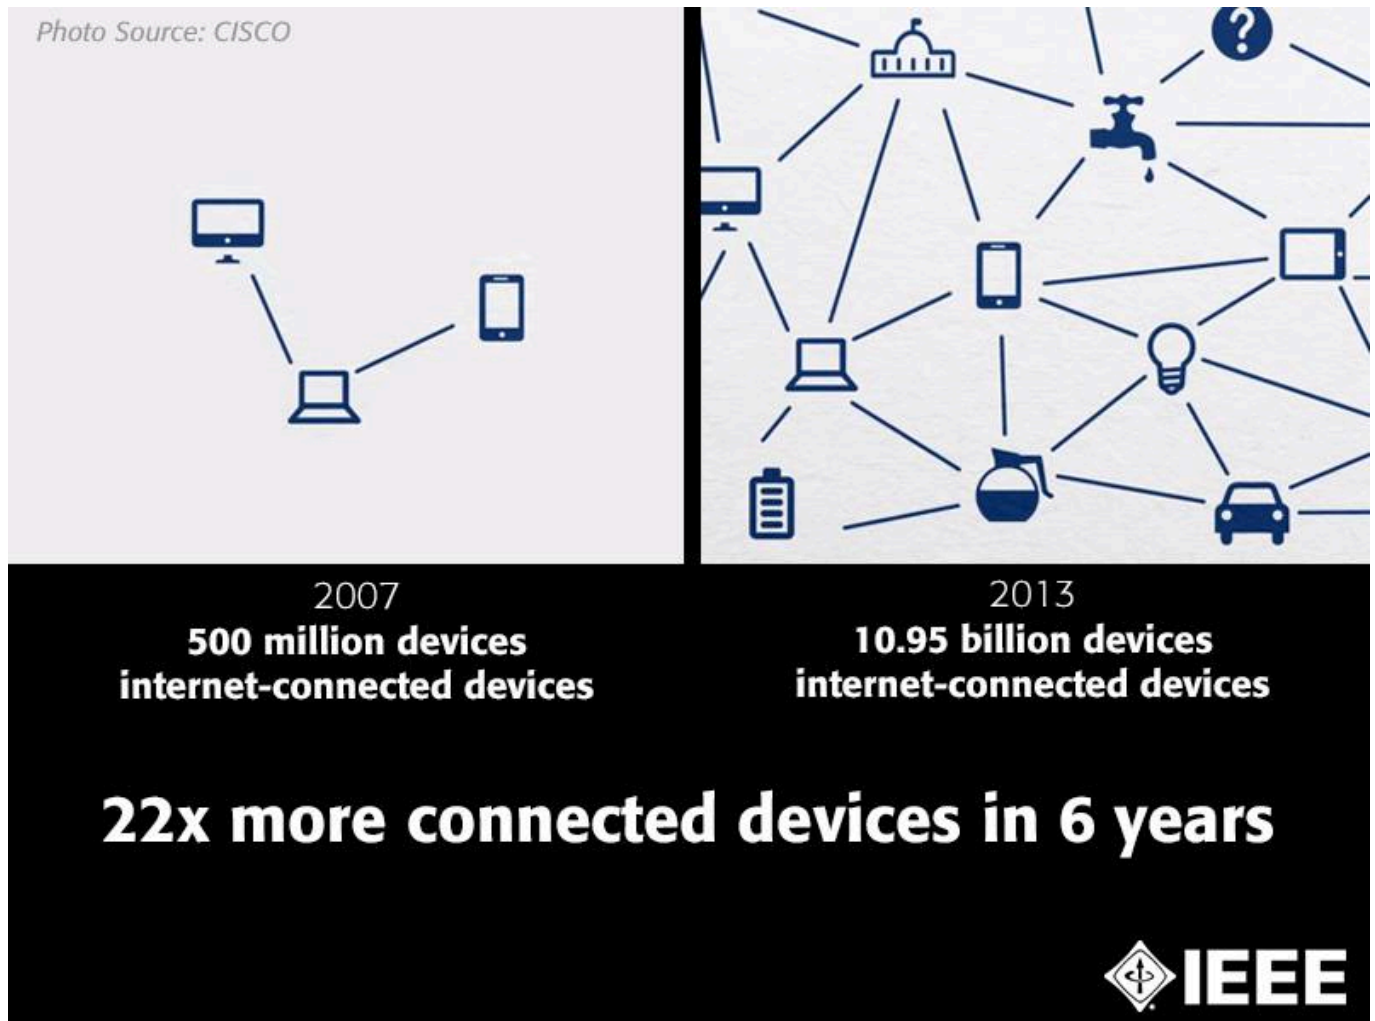 Photo Source: CISCO
?
2007
500 million devices
internet-connected devices
2013
10.95 billion devices
internet-connected devices
22x more connected devices in 6 years
IEEE